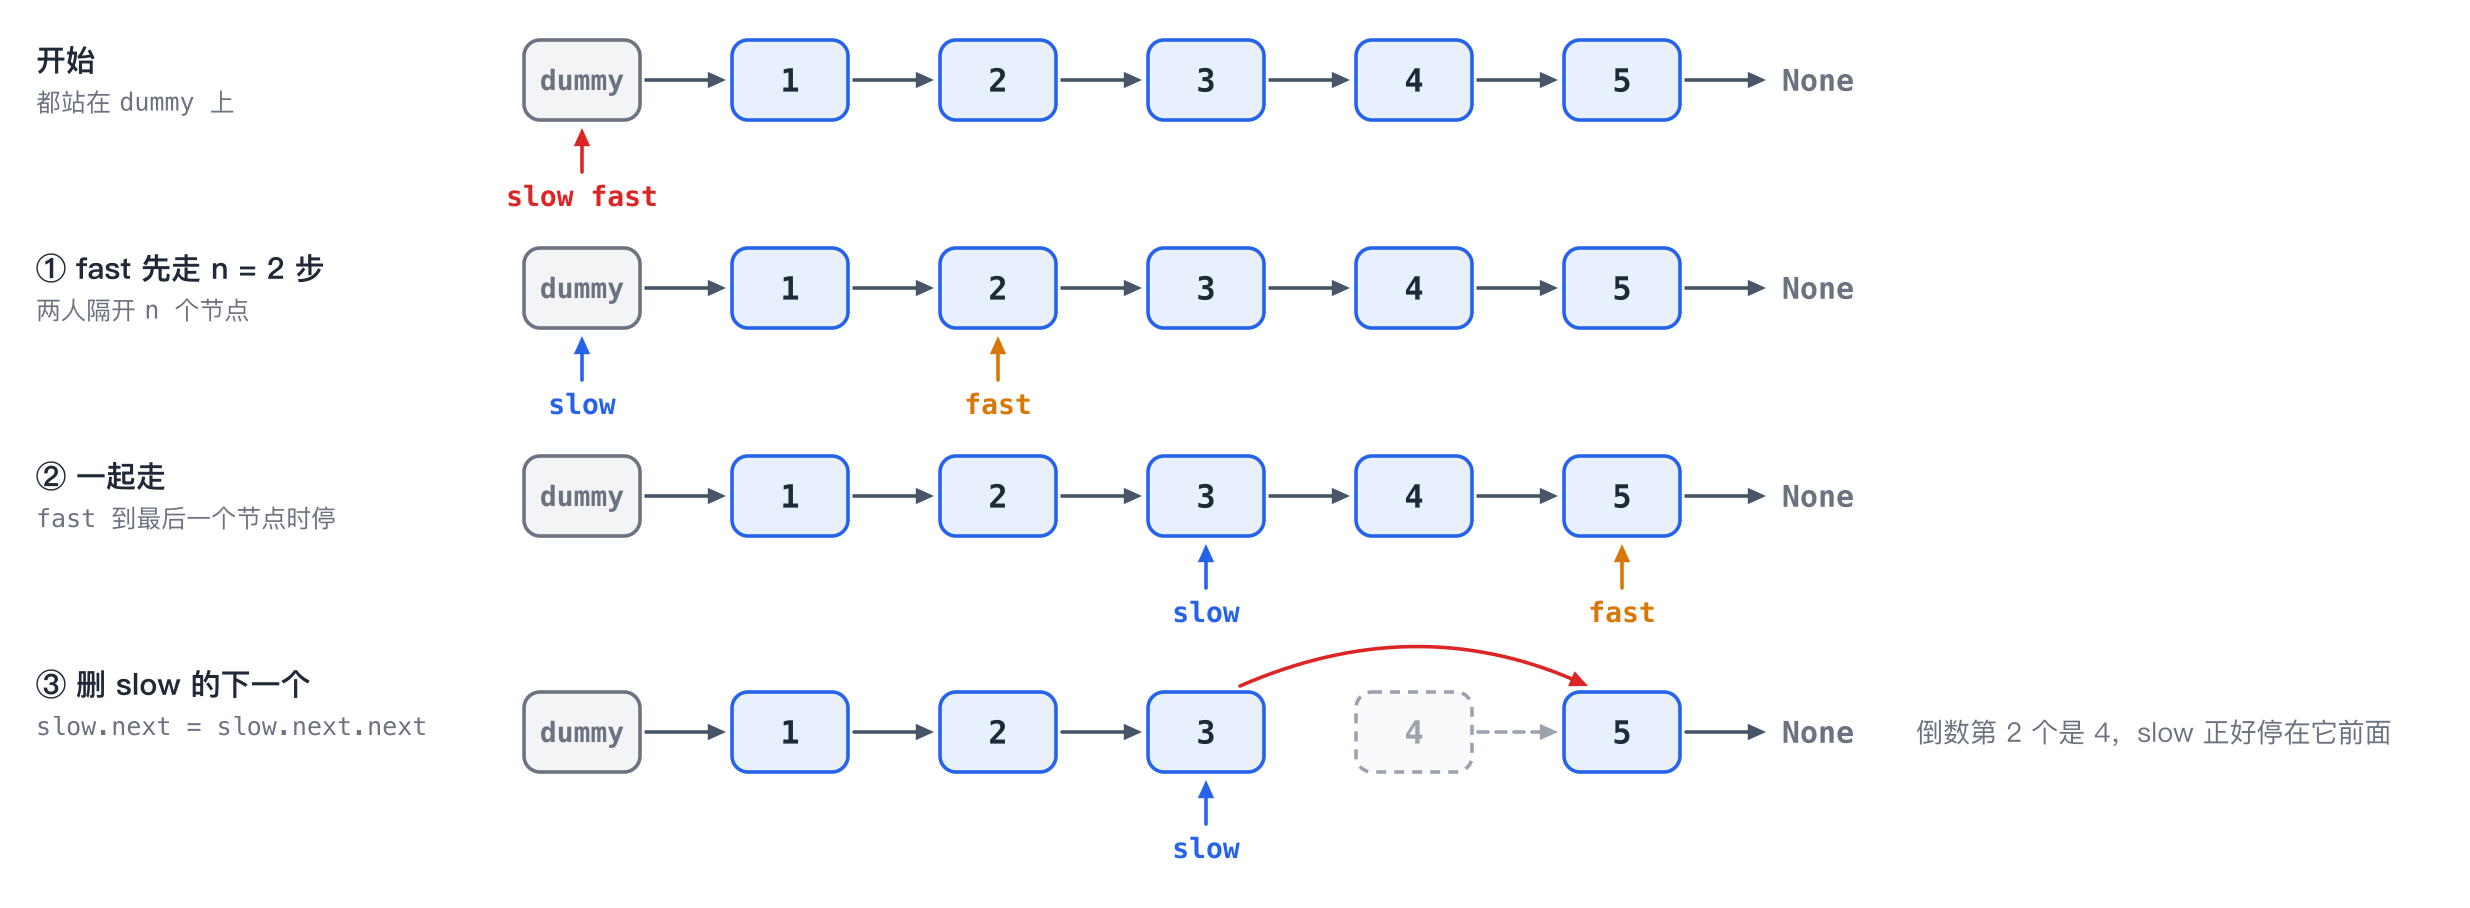 开始
都站在 dummy 上
dummy 1 2 3 4 5 None
slow fast
① fast 先走 n = 2 步
两人隔开 n 个节点
dummy 1 2 3 4 5 None
slow fast
② 一起走
fast 到最后一个节点时停
dummy 1 2 3 4 5 None
slow fast
③ 删 slow 的下一个
slow.next = slow.next.next
dummy 1 2 3 4 5 None 倒数第 2 个是 4，slow 正好停在它前面
slow